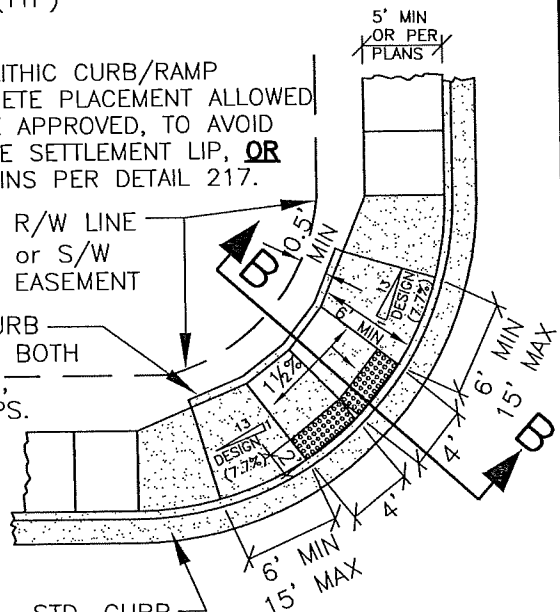 5' MIN
OR PER
PLANS
ITHIC CURB/RAMP
ETE PLACEMENT ALLOWED
E APPROVED, TO AVOID
E SETTLEMENT LIP, OR
INS PER DETAIL 217.
R/W LINE
or S/W
EASEMENT
B
0.5'
MIN
URB
BOTH
PS.
13
DESIGN
(7.7%)
6' MIN
1 1/2%
13
1
DESIGN
(7.7%)
2'
6' MIN
15' MAX
4'
4'
B
6' MIN
15' MAX
STD. CURB